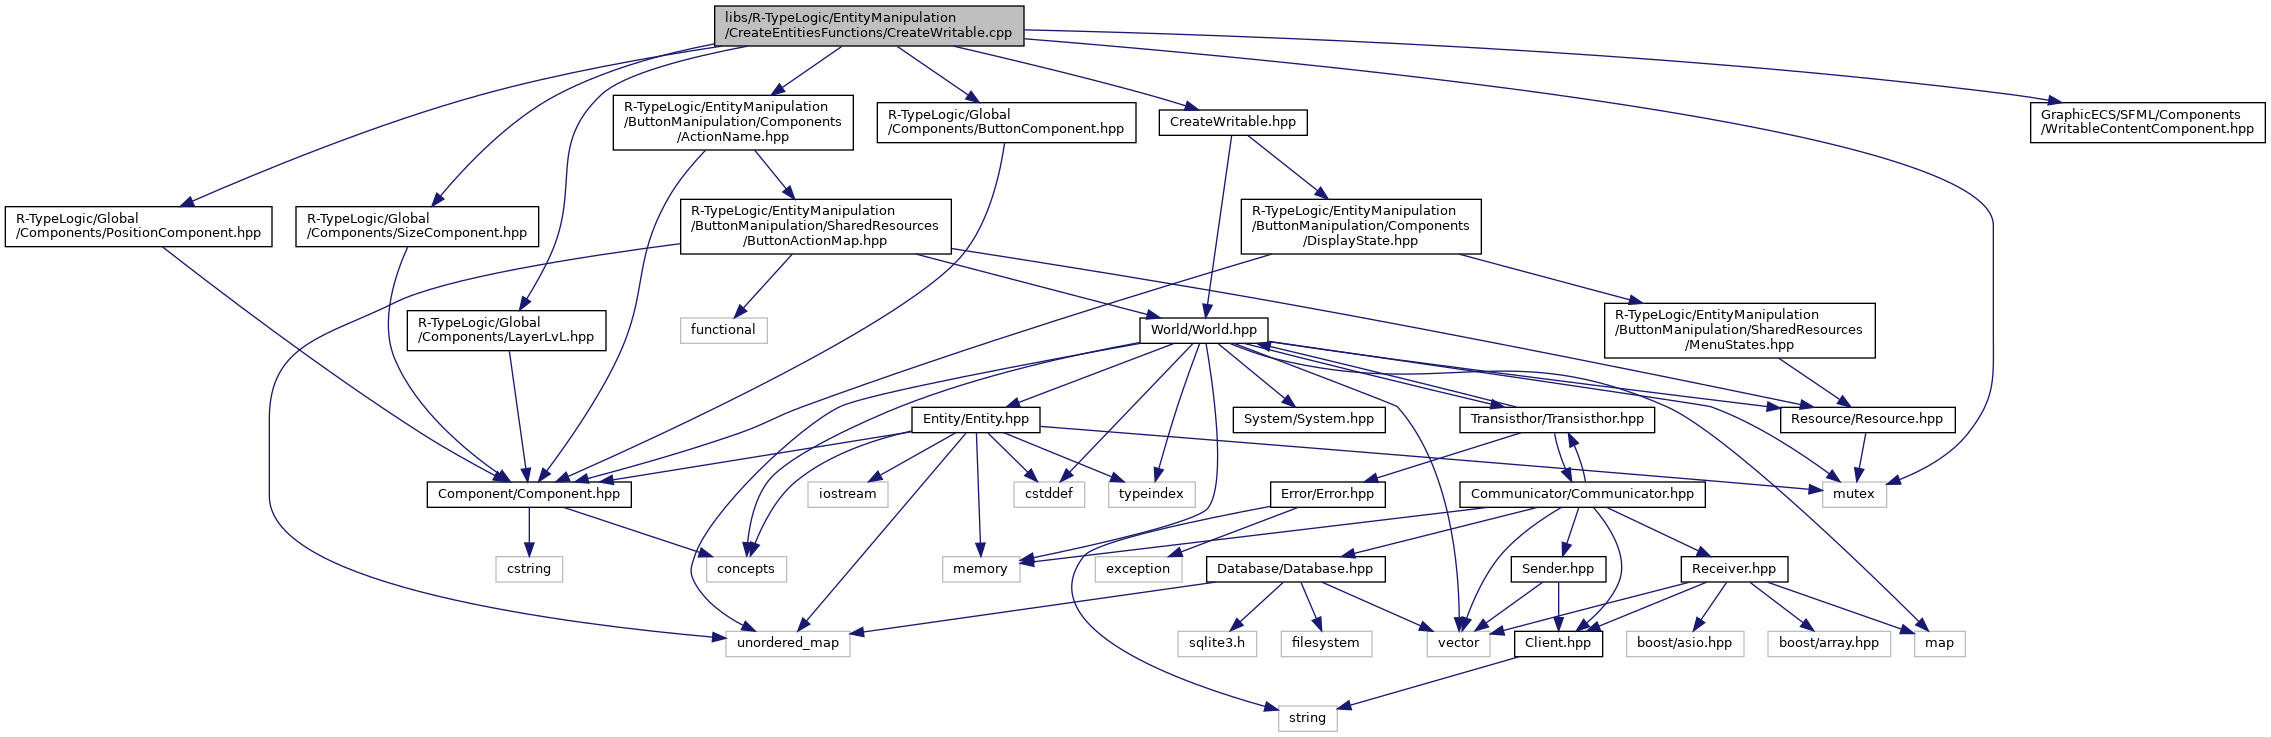 libs/R-TypeLogic/EntityManipulation
/CreateEntitiesFunctions/CreateWritable.cpp
R-TypeLogic/EntityManipulation
/ButtonManipulation/Components
/ActionName.hpp
R-TypeLogic/Global
/Components/ButtonComponent.hpp
CreateWritable.hpp
GraphicECS/SFML/Components
/WritableContentComponent.hpp
R-TypeLogic/Global
/Components/PositionComponent.hpp
R-TypeLogic/Global
/Components/SizeComponent.hpp
R-TypeLogic/EntityManipulation
/ButtonManipulation/SharedResources
/ButtonActionMap.hpp
R-TypeLogic/EntityManipulation
/ButtonManipulation/Components
/DisplayState.hpp
R-TypeLogic/Global
/Components/LayerLvL.hpp
functional
World/World.hpp
R-TypeLogic/EntityManipulation
/ButtonManipulation/SharedResources
/MenuStates.hpp
Entity/Entity.hpp
System/System.hpp
Transisthor/Transisthor.hpp
Resource/Resource.hpp
Component/Component.hpp
iostream
cstddef
typeindex
Error/Error.hpp
Communicator/Communicator.hpp
mutex
cstring
concepts
memory
exception
Database/Database.hpp
Sender.hpp
Receiver.hpp
unordered_map
sqlite3.h
filesystem
vector
Client.hpp
boost/asio.hpp
boost/array.hpp
map
string